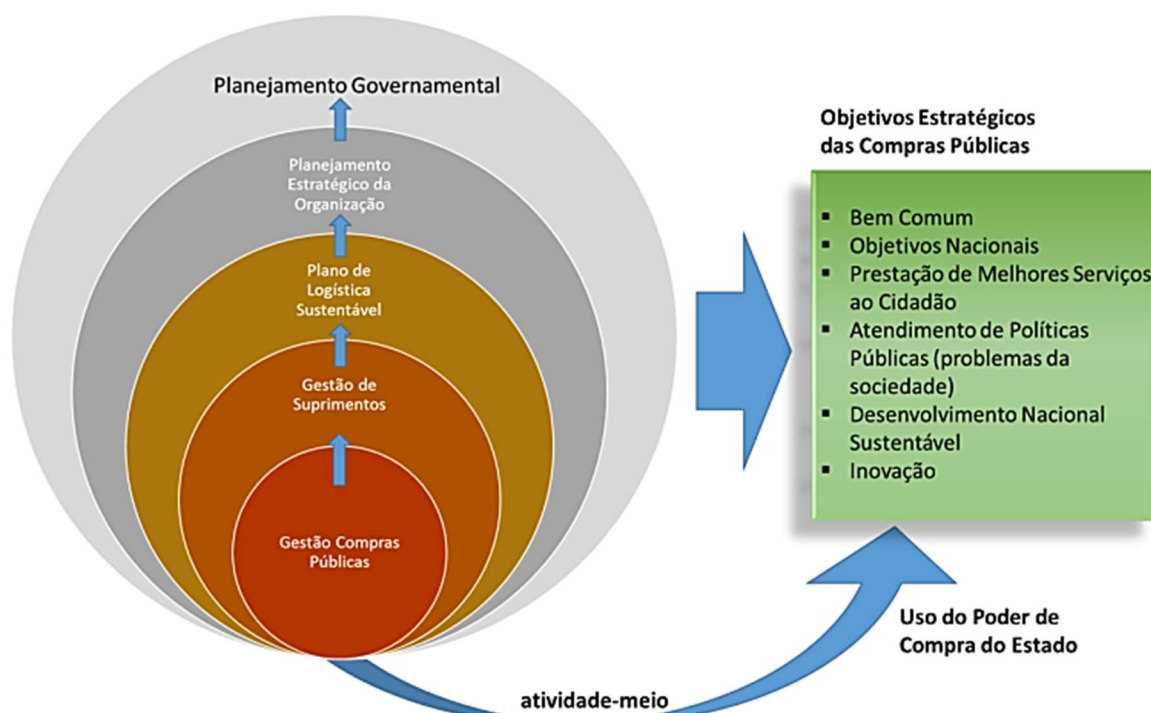 Planejamento Governamental
Planejamento
Estratégico da
Organização
Plano de
Logística
Sustentável
Gestão de
Suprimentos
Gestão Compras
Públicas
Objetivos Estratégicos
das Compras Públicas
▪ Bem Comum
▪ Objetivos Nacionais
▪ Prestação de Melhores Serviços
ao Cidadão
▪ Atendimento de Políticas
Públicas (problemas da
sociedade)
▪ Desenvolvimento Nacional
Sustentável
▪ Inovação
Uso do Poder de
Compra do Estado
atividade-meio